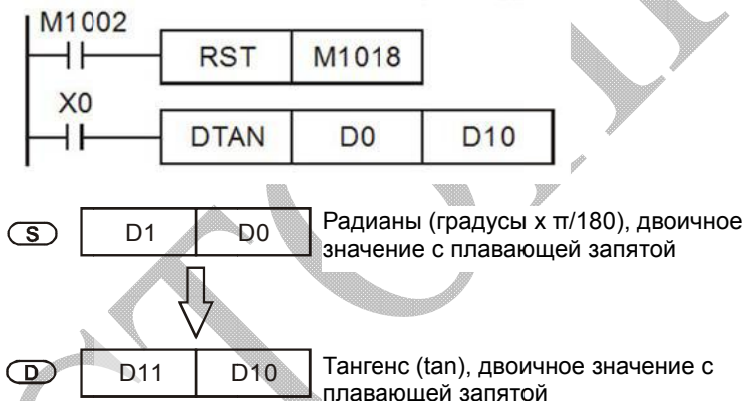 M1002
RST M1018
X0
DTAN D0 D10
S D1 D0 Радианы (градусы x π/180), двоичное
значение с плавающей запятой
D D11 D10 Тангенс (tan), двоичное значение с
плавающей запятой